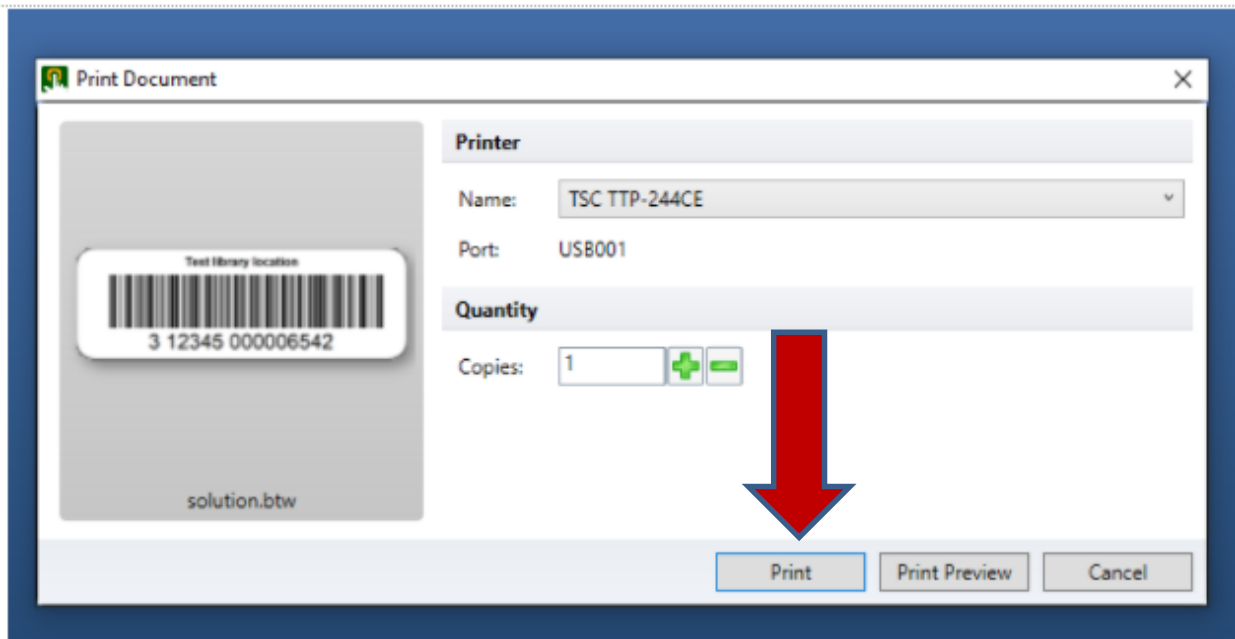 Print Document
Test library location
3 12345 000006542
solution.btw
Printer
Name: TSC TTP-244CE
Port: USB001
Quantity
Copies: 1
Print Print Preview Cancel